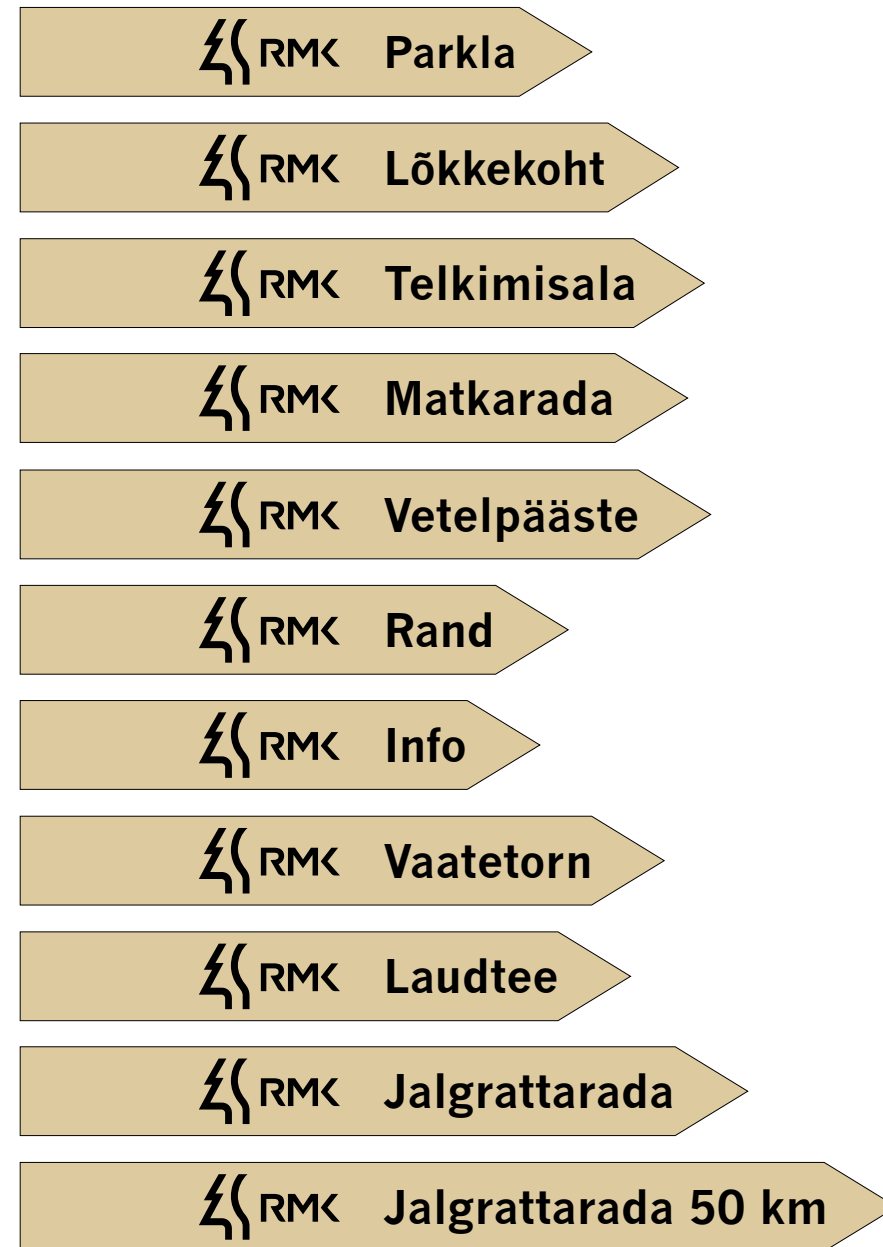 RMK Parkla
RMK Lõkkekoht
RMK Telkimisala
RMK Matkarada
RMK Vetelpääste
RMK Rand
RMK Info
RMK Vaatetorn
RMK Laudtee
RMK Jalgrattarada
RMK Jalgrattarada 50 km